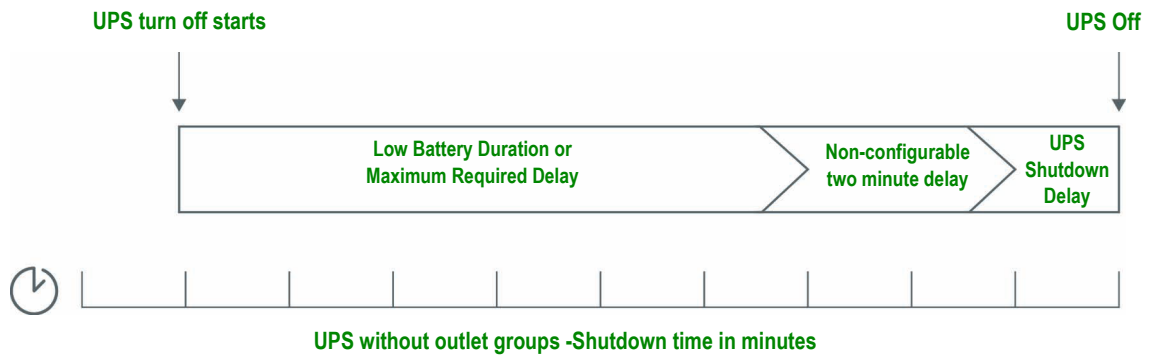 UPS turn off starts
UPS Off
Low Battery Duration or
Maximum Required Delay
Non-configurable
two minute delay
UPS
Shutdown
Delay
UPS without outlet groups -Shutdown time in minutes